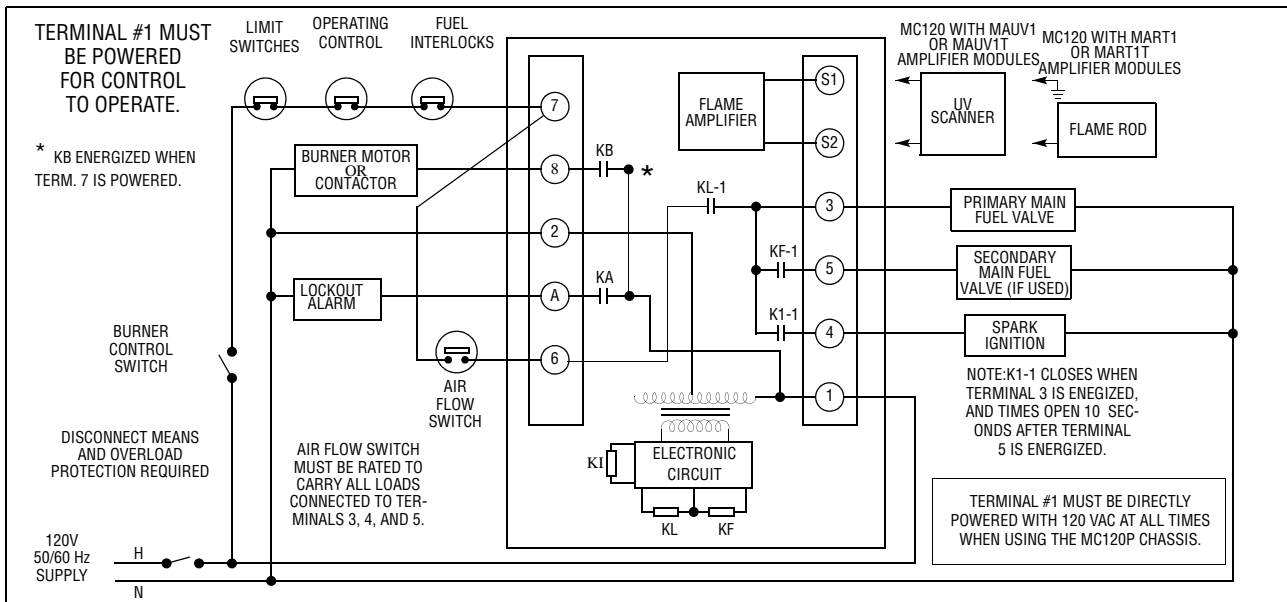 TERMINAL #1 MUST
BE POWERED
FOR CONTROL
TO OPERATE.
* KB ENERGIZED WHEN
TERM. 7 IS POWERED.
LIMIT
SWITCHES
OPERATING
CONTROL
FUEL
INTERLOCKS
MC120 WITH MAUV1
OR MAUV1T
AMPLIFIER MODULES
MC120 WITH MART1
OR MART1T
AMPLIFIER MODULES
7
8
2
A
6
BURNER MOTOR
OR
CONTACTOR
LOCKOUT
ALARM
KB
*
KA
FLAME
AMPLIFIER
S1
S2
UV
SCANNER
FLAME ROD
KL-1
KF-1
K1-1
3
5
4
1
PRIMARY MAIN
FUEL VALVE
SECONDARY
MAIN FUEL
VALVE (IF USED)
SPARK
IGNITION
BURNER
CONTROL
SWITCH
AIR
FLOW
SWITCH
NOTE:K1-1 CLOSES WHEN
TERMINAL 3 IS ENEGIZED,
AND TIMES OPEN 10 SEC-
ONDS AFTER TERMINAL
5 IS ENERGIZED.
DISCONNECT MEANS
AND OVERLOAD
PROTECTION REQUIRED
AIR FLOW SWITCH
MUST BE RATED TO
CARRY ALL LOADS
CONNECTED TO TER-
MINALS 3, 4, AND 5.
KI
ELECTRONIC
CIRCUIT
KL
KF
TERMINAL #1 MUST BE DIRECTLY
POWERED WITH 120 VAC AT ALL TIMES
WHEN USING THE MC120P CHASSIS.
120V
50/60 Hz
SUPPLY
H
N